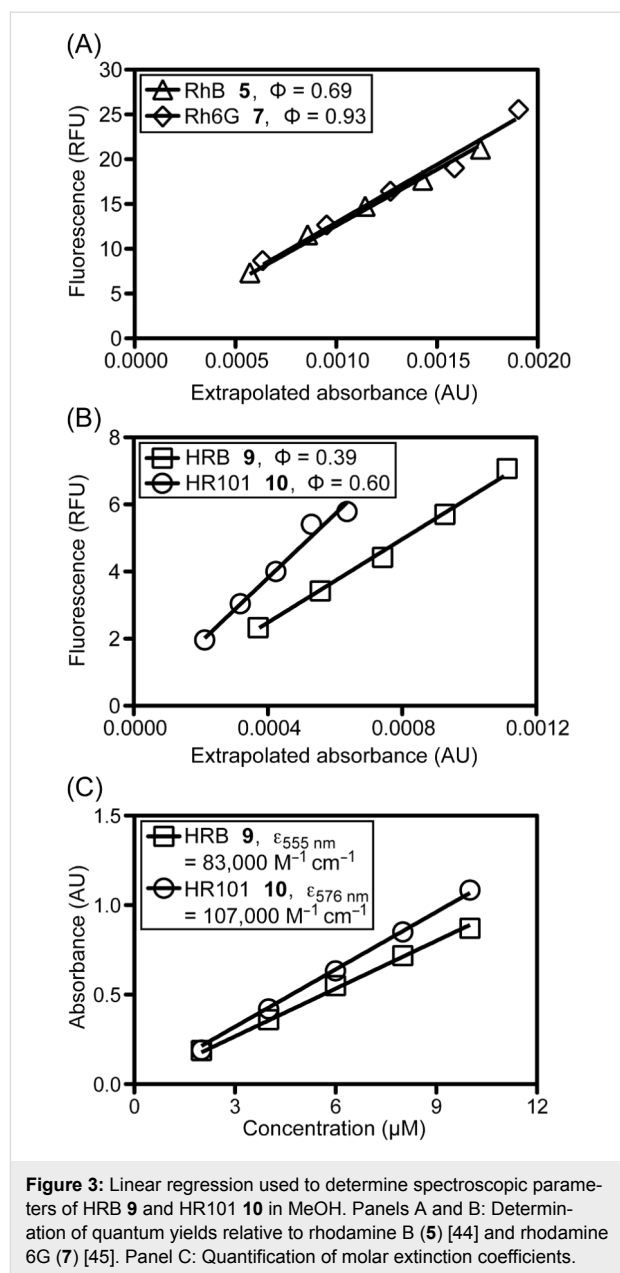 (A)
30
25
20
15
10
5
0
Fluorescence (RFU)
RhB 5, Φ = 0.69
Rh6G 7, Φ = 0.93
0.0000 0.0005 0.0010 0.0015 0.0020
Extrapolated absorbance (AU)
(B)
8
6
4
2
0
Fluorescence (RFU)
HRB 9, Φ = 0.39
HR101 10, Φ = 0.60
0.0000 0.0004 0.0008 0.0012
Extrapolated absorbance (AU)
(C)
1.5
1.0
0.5
0.0
Absorbance (AU)
HRB 9, ε555 nm
= 83,000 M⁻¹ cm⁻¹
HR101 10, ε576 nm
= 107,000 M⁻¹ cm⁻¹
0 3 6 9 12
Concentration (µM)
Figure 3: Linear regression used to determine spectroscopic parame-
ters of HRB 9 and HR101 10 in MeOH. Panels A and B: Determin-
ation of quantum yields relative to rhodamine B (5) [44] and rhodamine
6G (7) [45]. Panel C: Quantification of molar extinction coefficients.